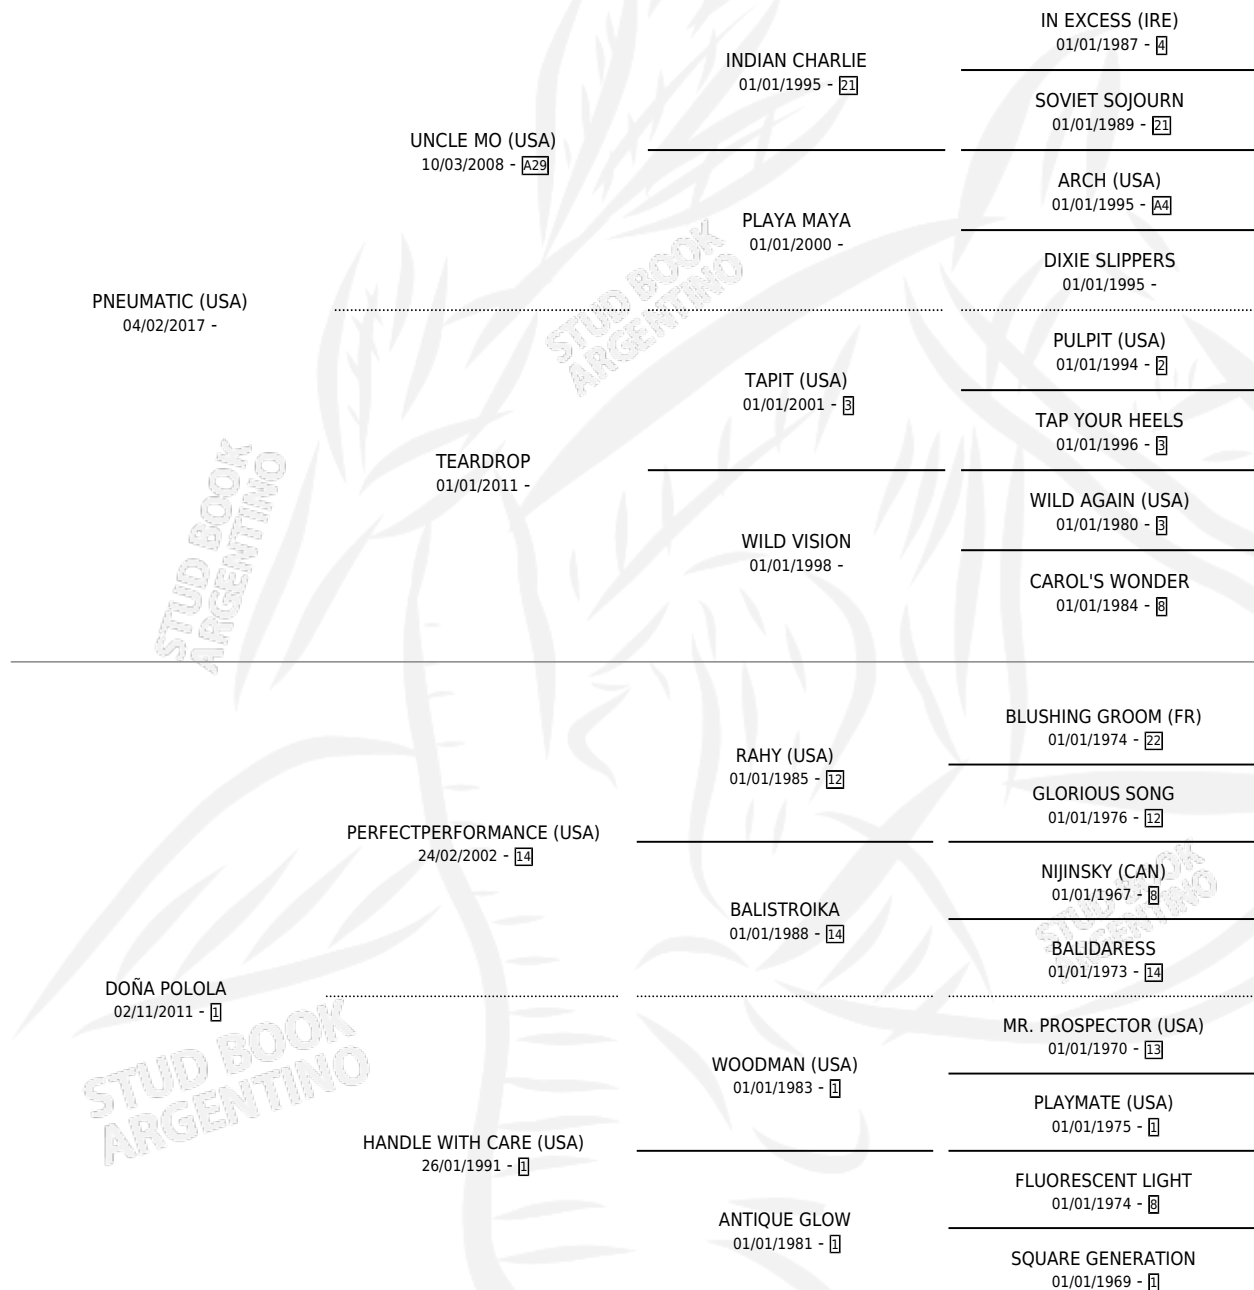 IN EXCESS (IRE)
01/01/1987 - 4
INDIAN CHARLIE
01/01/1995 - 21
SOVIET SOJOURN
01/01/1989 - 21
UNCLE MO (USA)
10/03/2008 - A29
ARCH (USA)
01/01/1995 - A4
PLAYA MAYA
01/01/2000 -
DIXIE SLIPPERS
01/01/1995 -
PNEUMATIC (USA)
04/02/2017 -
STUD BOOK
ARGENTINO
PULPIT (USA)
01/01/1994 - 2
TAPIT (USA)
01/01/2001 - 3
TAP YOUR HEELS
01/01/1996 - 3
TEARDROP
01/01/2011 -
WILD AGAIN (USA)
01/01/1980 - 3
WILD VISION
01/01/1998 -
CAROL'S WONDER
01/01/1984 - 8
STUD BOOK
ARGENTINO
BLUSHING GROOM (FR)
01/01/1974 - 22
RAHY (USA)
01/01/1985 - 12
GLORIOUS SONG
01/01/1976 - 12
PERFECTPERFORMANCE (USA)
24/02/2002 - 14
NIJINSKY (CAN)
01/01/1967 - 8
BALISTROIKA
01/01/1988 - 14
BALIDARESS
01/01/1973 - 14
STUD BOOK
ARGENTINO
DOÑA POLOLA
02/11/2011 - 1
MR. PROSPECTOR (USA)
01/01/1970 - 13
WOODMAN (USA)
01/01/1983 - 1
PLAYMATE (USA)
01/01/1975 - 1
HANDLE WITH CARE (USA)
26/01/1991 - 1
FLUORESCENT LIGHT
01/01/1974 - 8
ANTIQUE GLOW
01/01/1981 - 1
SQUARE GENERATION
01/01/1969 - 1
STUD BOOK
ARGENTINO